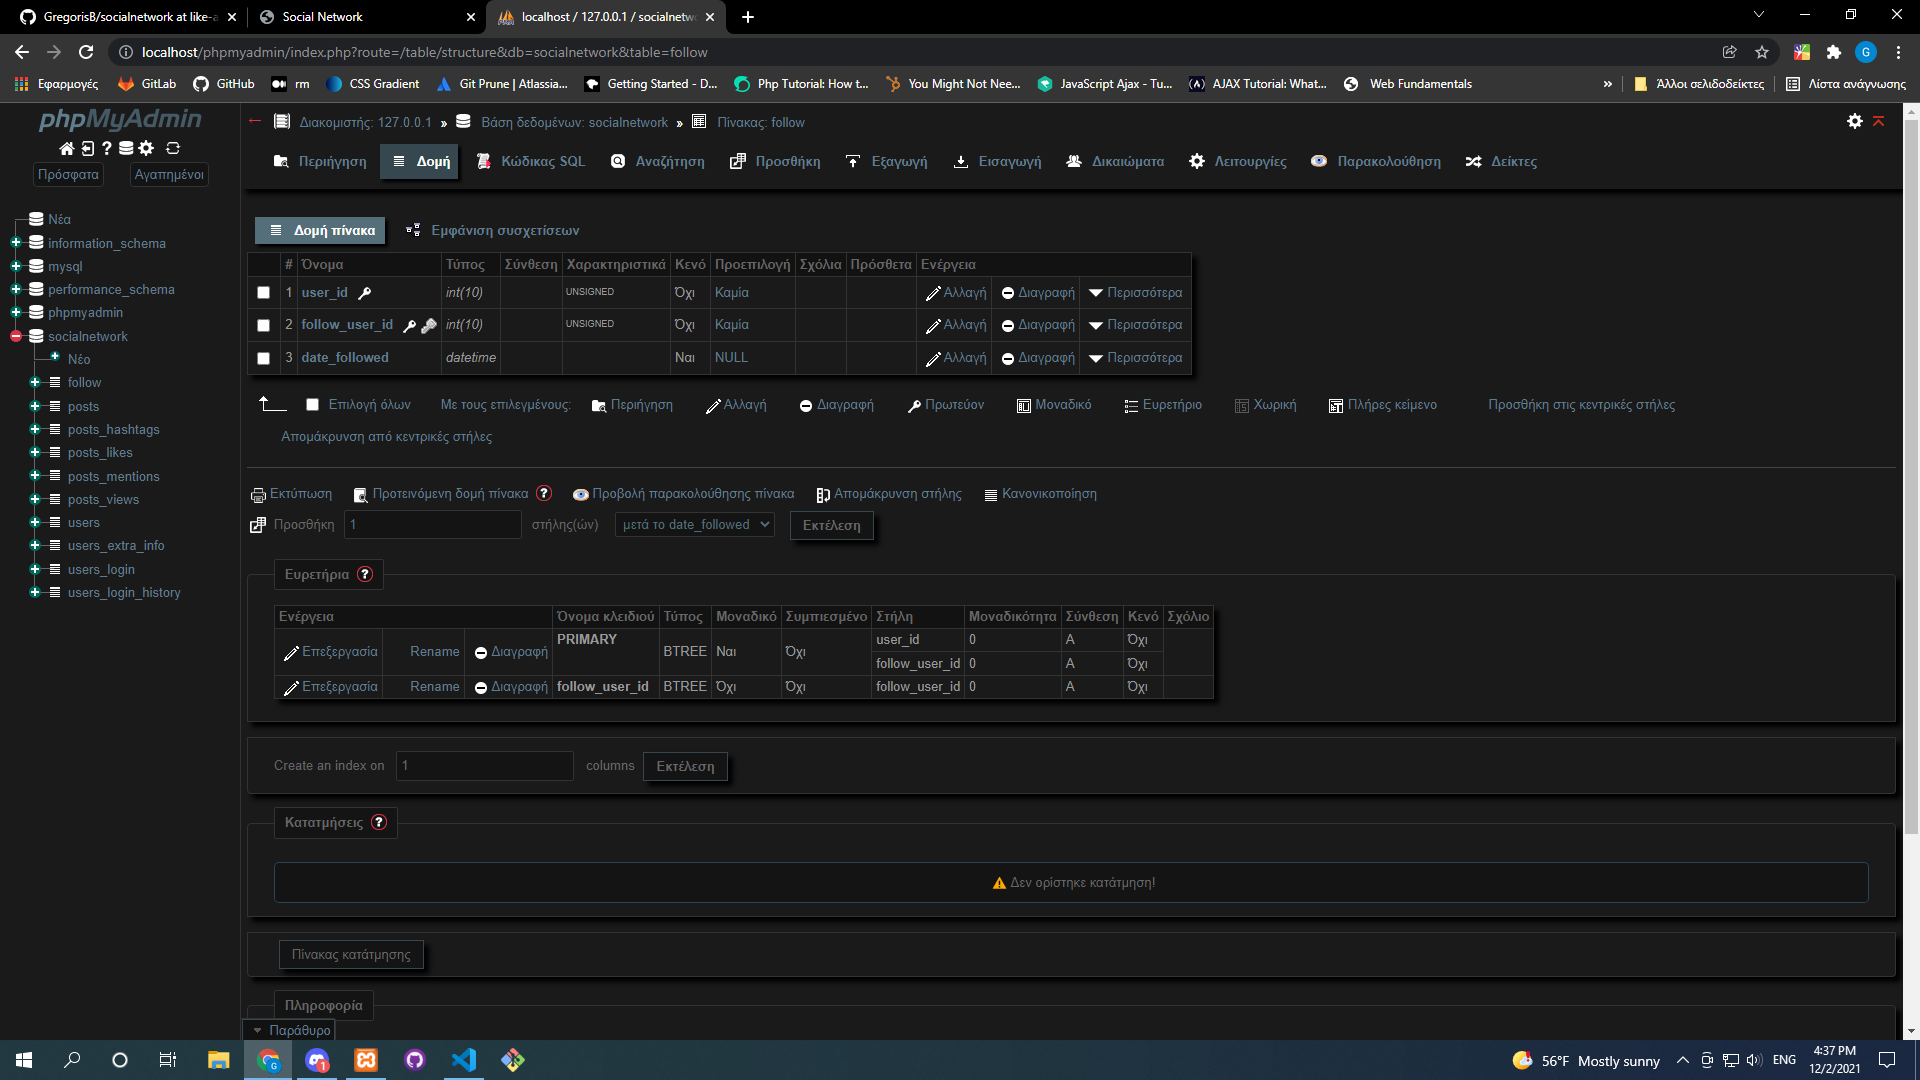 GregorisB/socialnetwork at like-a
Social Network
localhost / 127.0.0.1 / socialnetwo
localhost/phpmyadmin/index.php?route=/table/structure&db=socialnetwork&table=follow
Εφαρμογές GitLab GitHub rm CSS Gradient Git Prune | Atlassia... Getting Started - D... Php Tutorial: How t... You Might Not Nee... JavaScript Ajax - Tu... AJAX Tutorial: What... Web Fundamentals » Άλλοι σελιδοδείκτες Λίστα ανάγνωσης
phpMyAdmin
Πρόσφατα Αγαπημένοι
Νέα
information_schema
mysql
performance_schema
phpmyadmin
socialnetwork
Νέο
follow
posts
posts_hashtags
posts_likes
posts_mentions
posts_views
users
users_extra_info
users_login
users_login_history
Διακομιστής: 127.0.0.1 » Βάση δεδομένων: socialnetwork » Πίνακας: follow
Περιήγηση Δομή Κώδικας SQL Αναζήτηση Προσθήκη Εξαγωγή Εισαγωγή Δικαιώματα Λειτουργίες Παρακολούθηση Δείκτες
Δομή πίνακα Εμφάνιση συσχετίσεων
# Όνομα Τύπος Σύνθεση Χαρακτηριστικά Κενό Προεπιλογή Σχόλια Πρόσθετα Ενέργεια
1 user_id int(10) UNSIGNED Όχι Καμία Αλλαγή Διαγραφή Περισσότερα
2 follow_user_id int(10) UNSIGNED Όχι Καμία Αλλαγή Διαγραφή Περισσότερα
3 date_followed datetime Ναι NULL Αλλαγή Διαγραφή Περισσότερα
Επιλογή όλων Με τους επιλεγμένους: Περιήγηση Αλλαγή Διαγραφή Πρωτεύον Μοναδικό Ευρετήριο Χωρική Πλήρες κείμενο Προσθήκη στις κεντρικές στήλες
Απομάκρυνση από κεντρικές στήλες
Εκτύπωση Προτεινόμενη δομή πίνακα Προβολή παρακολούθησης πίνακα Απομάκρυνση στήλης Κανονικοποίηση
Προσθήκη 1 στήλης(ών) μετά το date_followed Εκτέλεση
Ευρετήρια
Ενέργεια Όνομα κλειδιού Τύπος Μοναδικό Συμπιεσμένο Στήλη Μοναδικότητα Σύνθεση Κενό Σχόλιο
Επεξεργασία Rename Διαγραφή PRIMARY BTREE Ναι Όχι user_id 0 A Όχι
follow_user_id 0 A Όχι
Επεξεργασία Rename Διαγραφή follow_user_id BTREE Όχι Όχι follow_user_id 0 A Όχι
Create an index on 1 columns Εκτέλεση
Κατατμήσεις
Δεν ορίστηκε κατάτμηση!
Πίνακας κατάτμησης
Πληροφορία
Παράθυρο
56°F Mostly sunny ENG 4:37 PM
12/2/2021